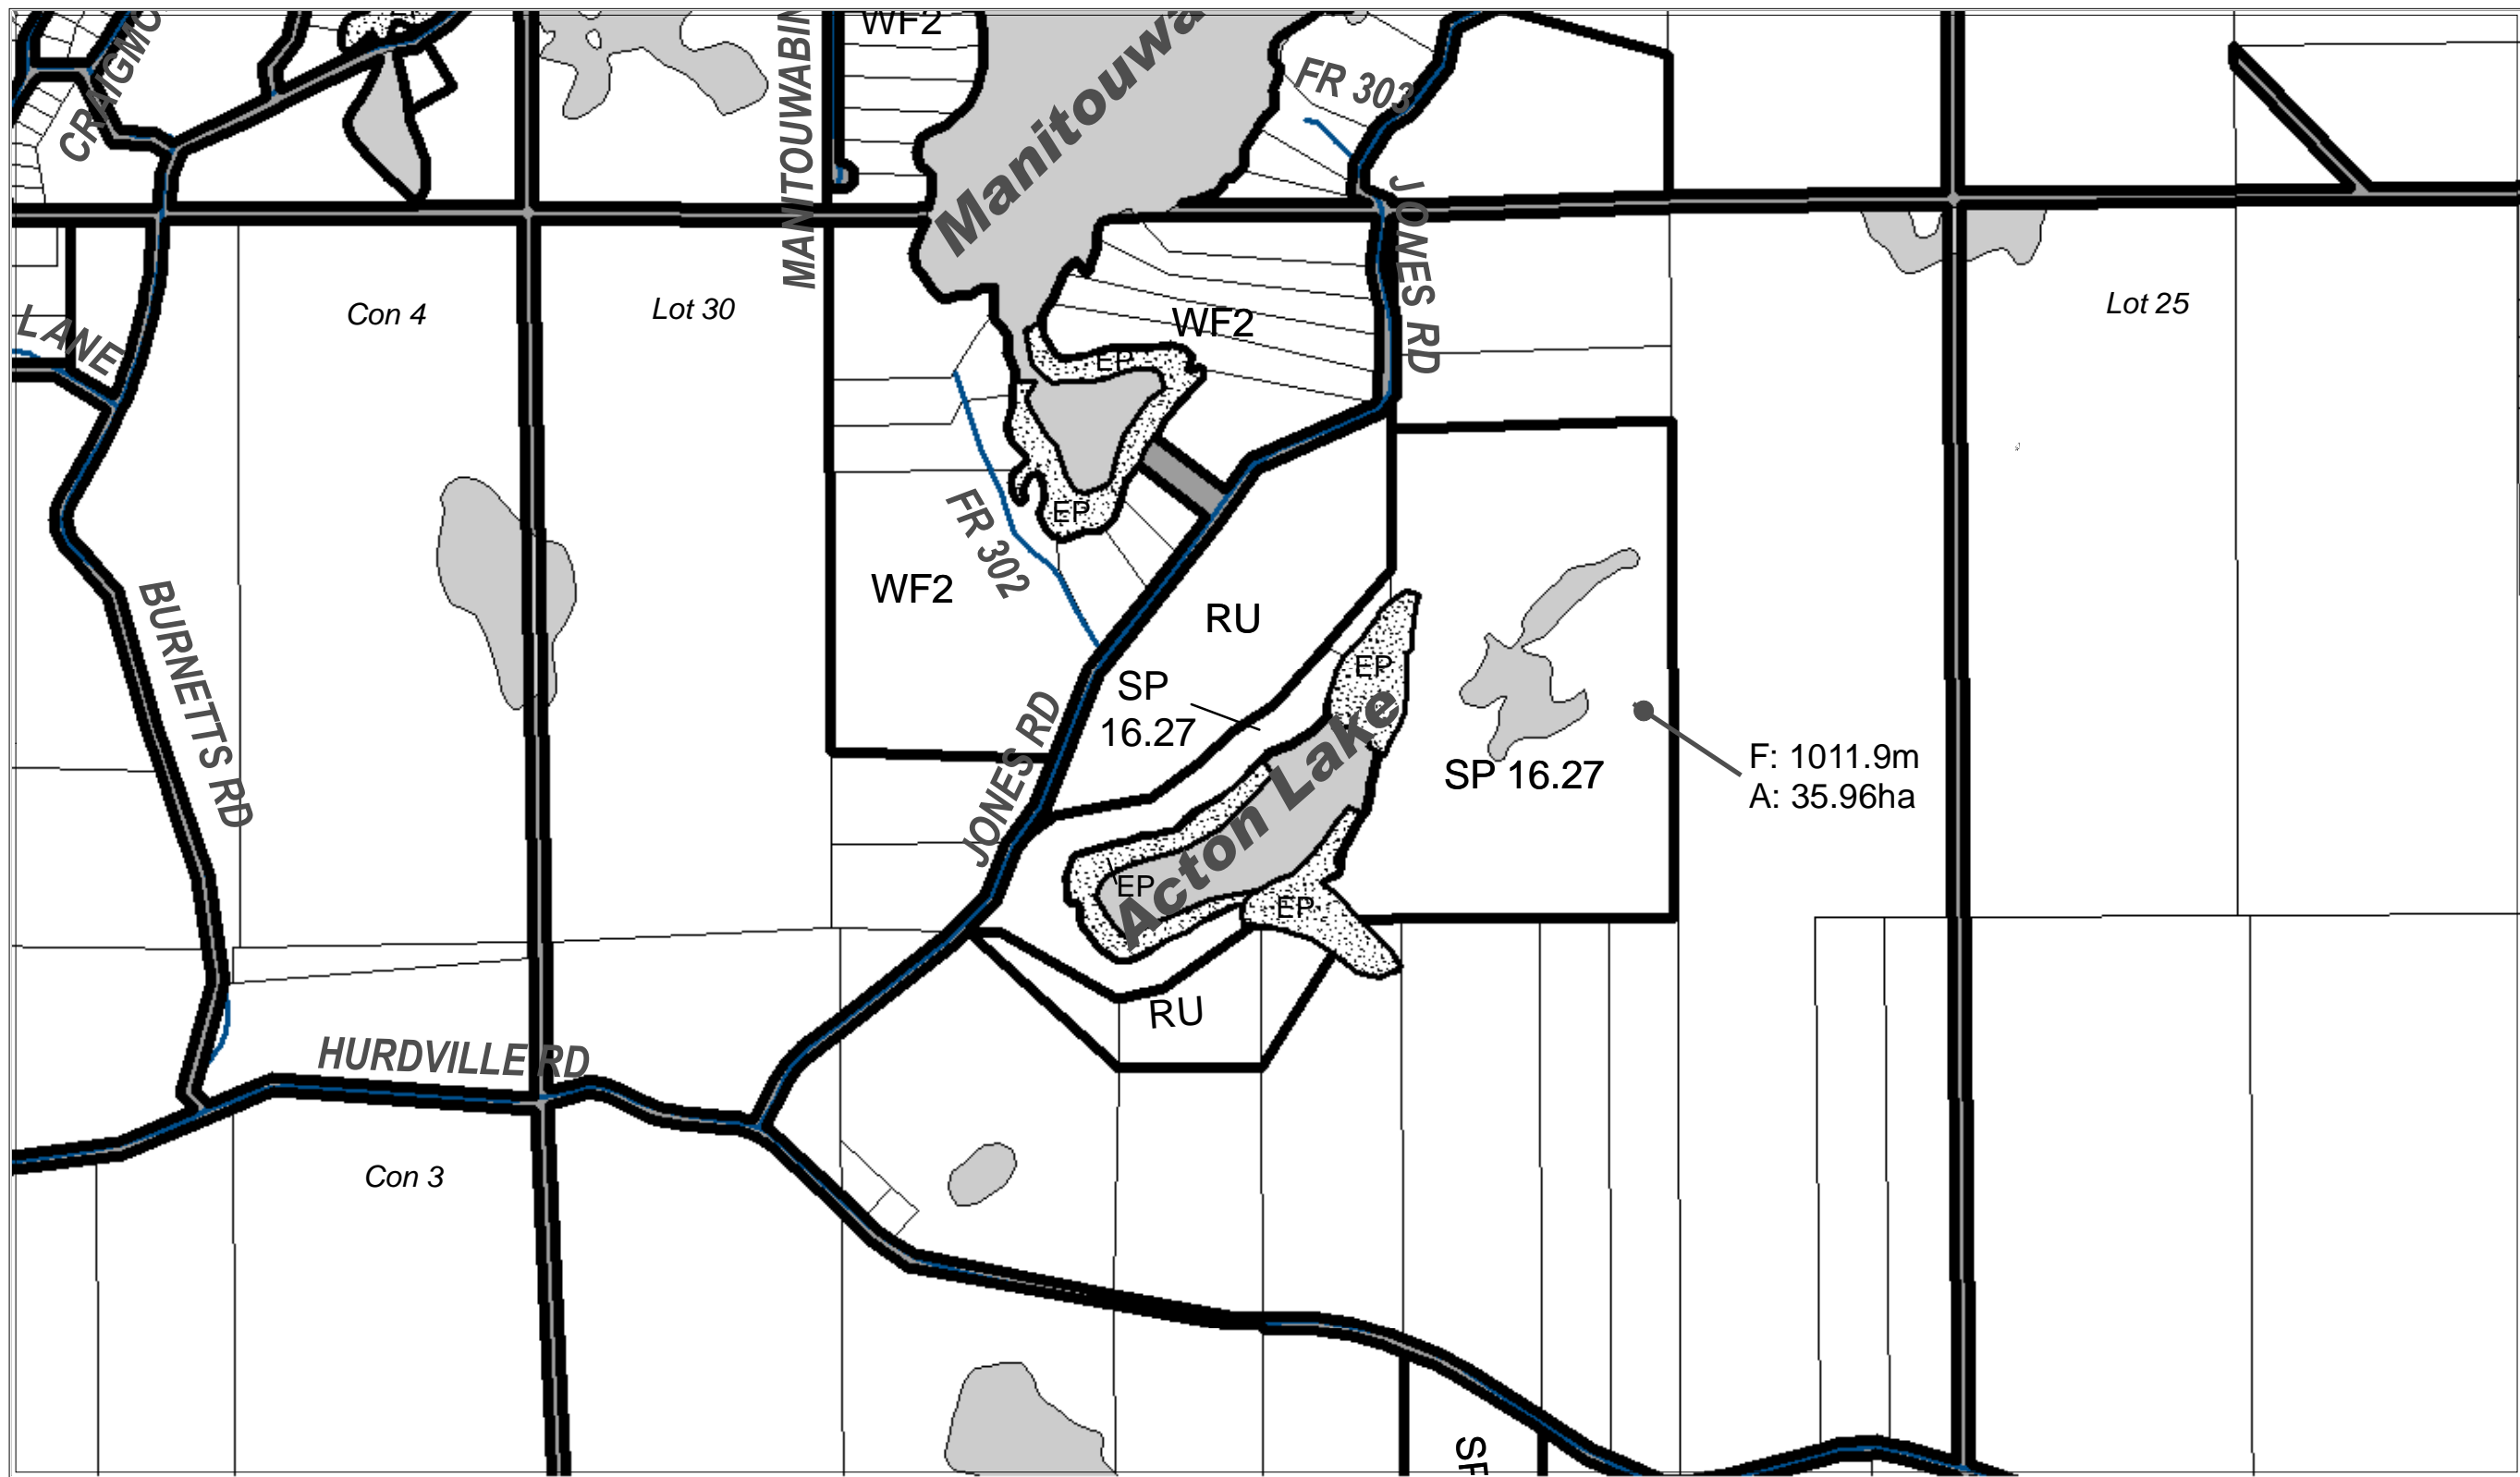 WF2
CRAIGMO
MANITOUWABIN
Manitouwa
FR 303
JONES RD
Con 4
Lot 30
Lot 25
LANE
WF2
EP
EP
FR 302
WF2
RU
BURNETTS RD
EP
SP
16.27
JONES RD
Acton Lake
SP 16.27
F: 1011.9m
A: 35.96ha
EP
EP
RU
HURDVILLE RD
Con 3